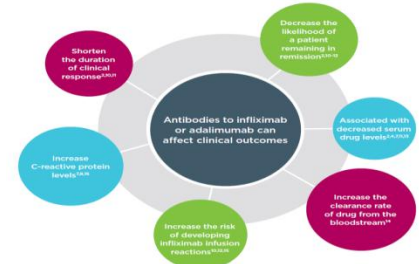 Decrease the
likelihood of
a patient
remaining in
remission
Shorten
the duration
of clinical
response
Antibodies to infliximab
or adalimumab can
affect clinical outcomes
Associated with
decreased serum
drug levels
Increase
C-reactive protein
levels
Increase the
clearance rate
of drug from the
bloodstream
Increase the risk
of developing
infliximab infusion
reactions